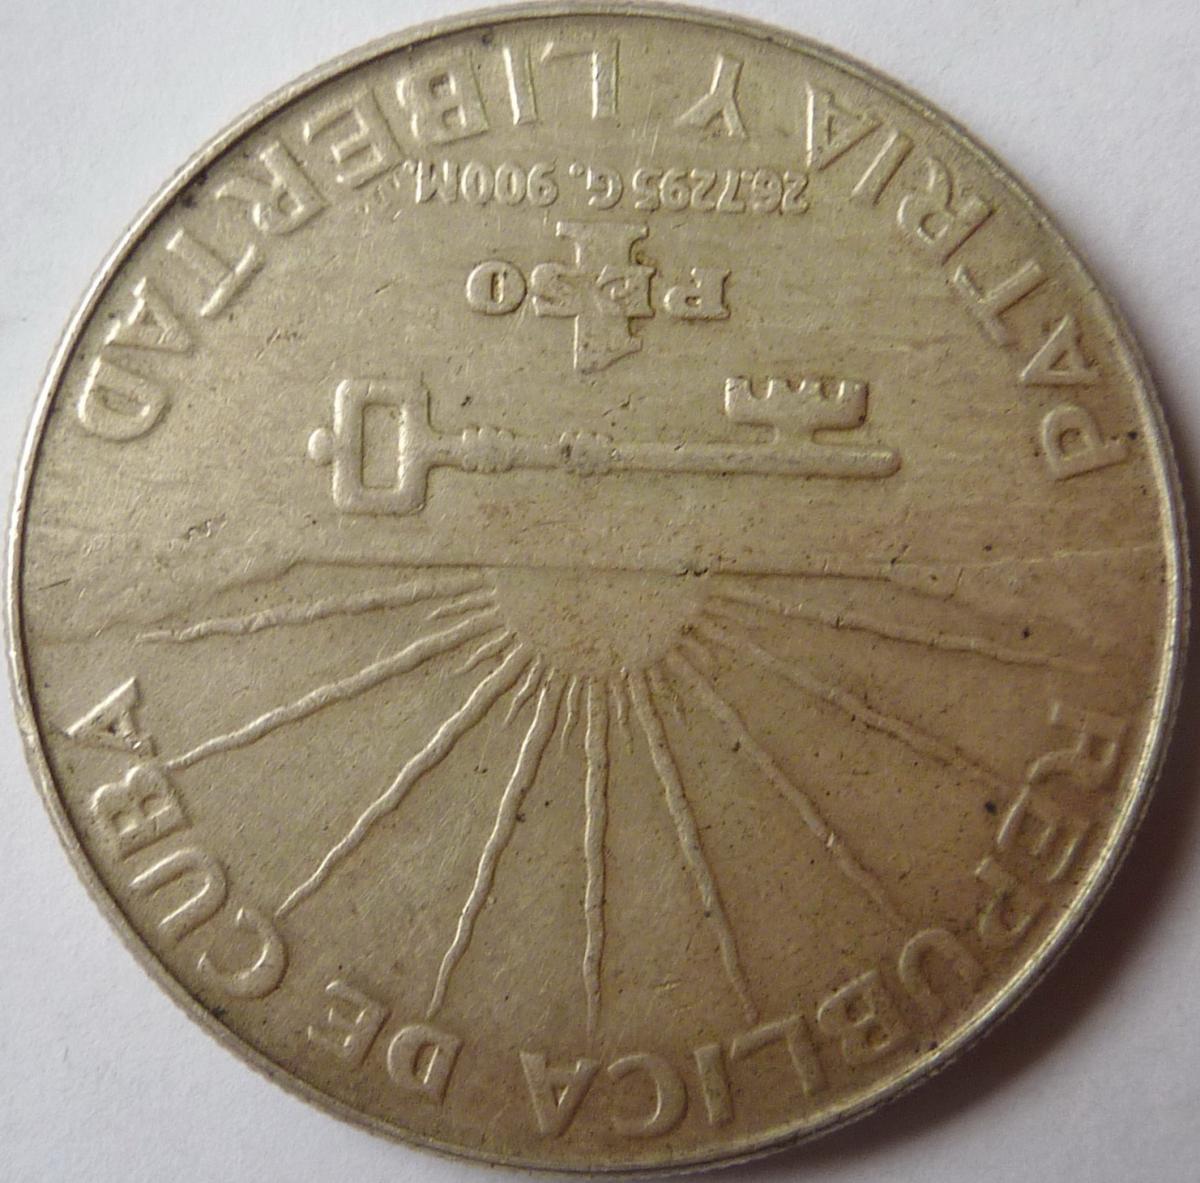 REPUBLICA DE CUBA
1
PESO
26.7295 G. 900M.
PATRIA Y LIBERTAD